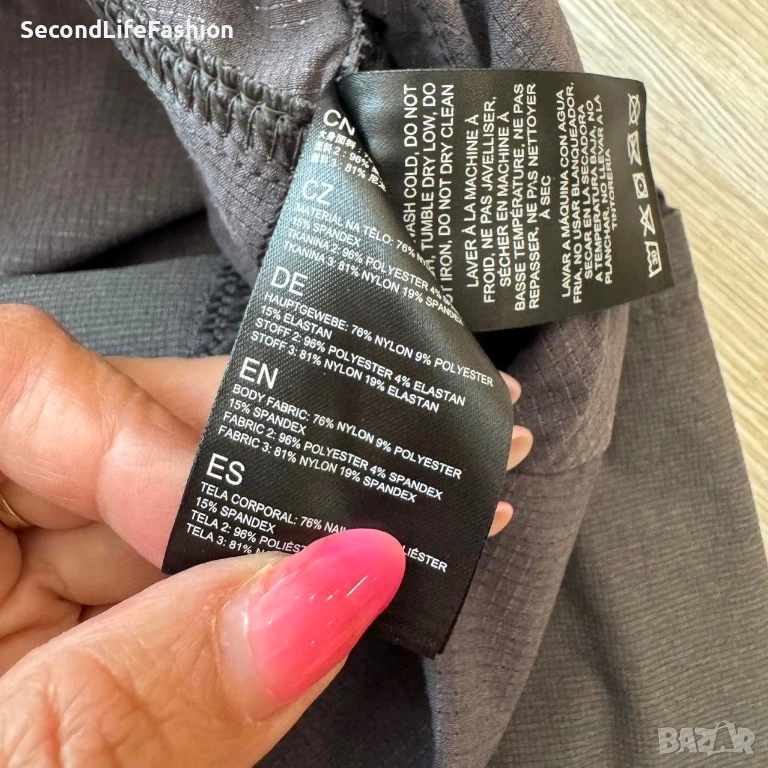 SecondLifeFashion
CN
CZ
MATERIÁL NA TĚLO: 76% NYLON
15% SPANDEX
TKANINA 2: 96% POLYESTER 4%
TKANINA 3: 81% NYLON 19% SPANDEX
DE
HAUPTGEWEBE: 76% NYLON 9% POLYESTER
15% ELASTAN
STOFF 2: 96% POLYESTER 4% ELASTAN
STOFF 3: 81% NYLON 19% ELASTAN
EN
BODY FABRIC: 76% NYLON 9% POLYESTER
15% SPANDEX
FABRIC 2: 96% POLYESTER 4% SPANDEX
FABRIC 3: 81% NYLON 19% SPANDEX
ES
TELA CORPORAL: 76%
15% SPANDEX
TELA 2: 96%
TELA 3: 81%
COLD, DO NOT
TUMBLE DRY LOW, DO
IRON, DO NOT DRY CLEAN
LAVER À LA MACHINE À
FROID, NE PAS JAVELLISER,
SÉCHER EN MACHINE À
BASSE TEMPÉRATURE, NE PAS
REPASSER, NE PAS NETTOYER
À SEC
LAVAR A MÁQUINA CON AGUA
FRIA, NO USAR BLANQUEADOR,
SECAR EN A SECADORA
A TEMPERATURA BAJA, NO
PLANCHAR, NO LLEVAR A LA
TINTORERIA
BAZAR